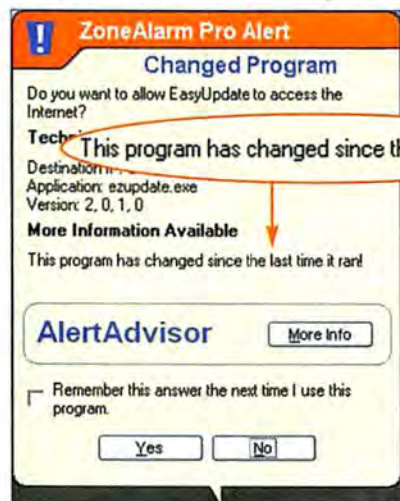 ZoneAlarm Pro Alert
Changed Program
Do you want to allow EasyUpdate to access the
Internet?
This program has changed since
Application: ezupdate.exe
Version: 2, 0, 1, 0
More Information Available
This program has changed since the last time it ran!
AlertAdvisor
More Info
Remember this answer the next time I use this
program.
Yes
No